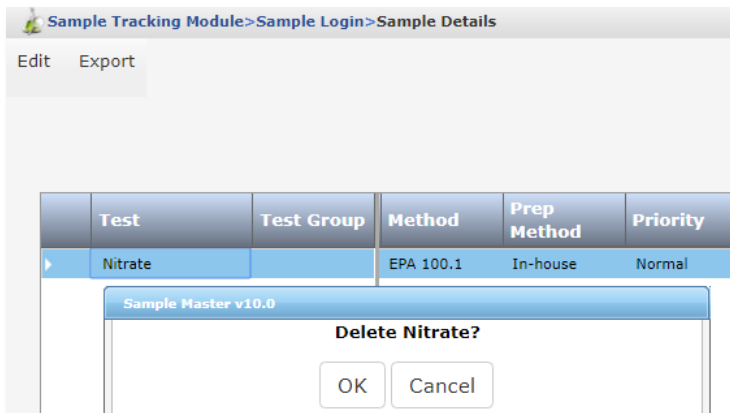 Sample Tracking Module>Sample Login>Sample Details
Edit Export
Test Test Group Method Prep Method Priority
Nitrate EPA 100.1 In-house Normal
Sample Master v10.0
Delete Nitrate?
OK Cancel